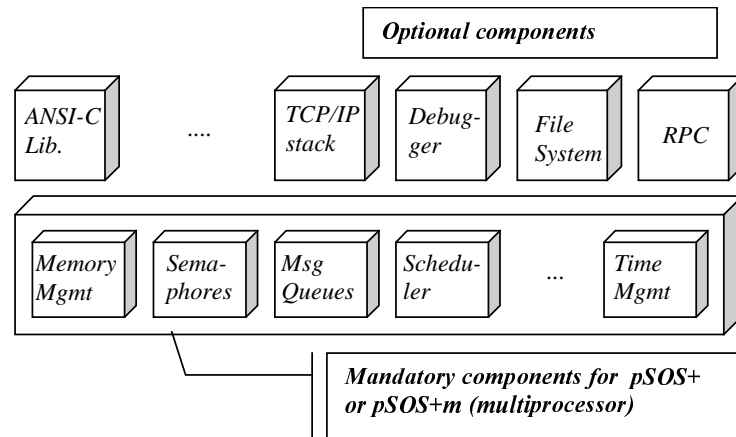 Optional components
ANSI-C
Lib.
....
TCP/IP
stack
Debug-
ger
File
System
RPC
Memory
Mgmt
Sema-
phores
Msg
Queues
Schedu-
ler
...
Time
Mgmt
Mandatory components for pSOS+
or pSOS+m (multiprocessor)